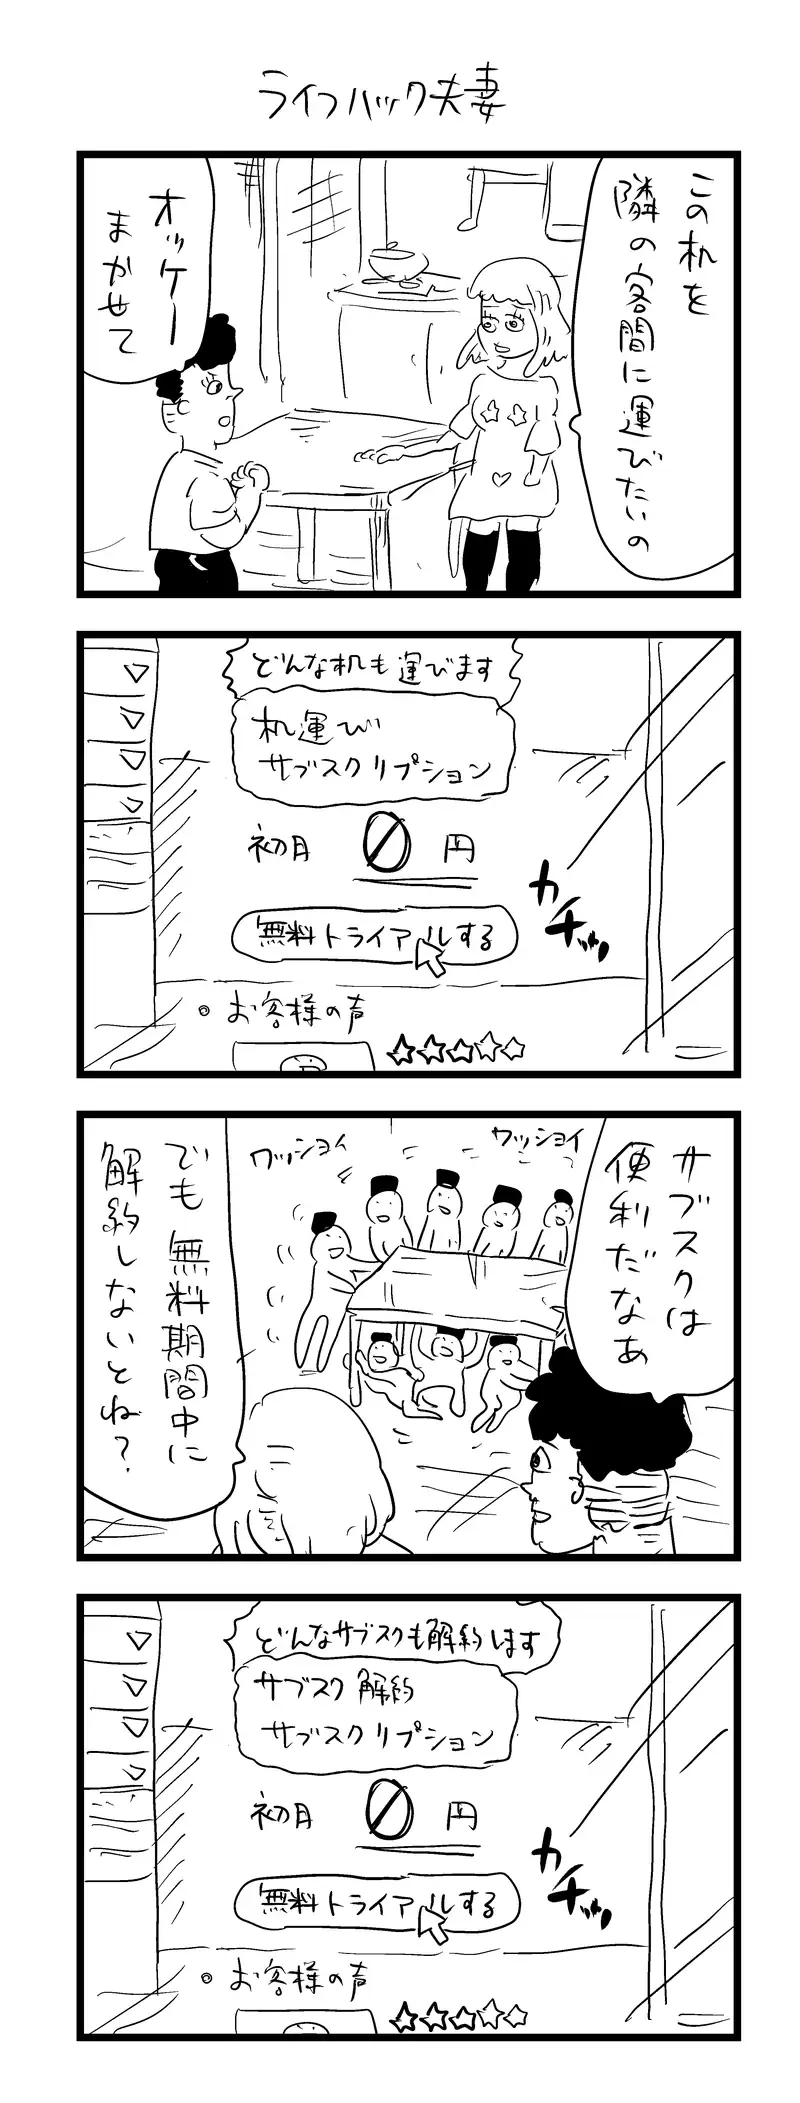 ライフハック夫妻
この机を
隣の客間に運びたいの
オッケー
まかせて
どんな机も運びます
机運び
サブスクリプション
初月 0 円
無料トライアルする
カチッ
お客様の声
サブスクは
便利だなあ
ワッショイ
ワッショイ
でも無料期間中に
解約しないとね?
どんなサブスクも解約します
サブスク解約
サブスクリプション
初月 0 円
無料トライアルする
カチッ
お客様の声